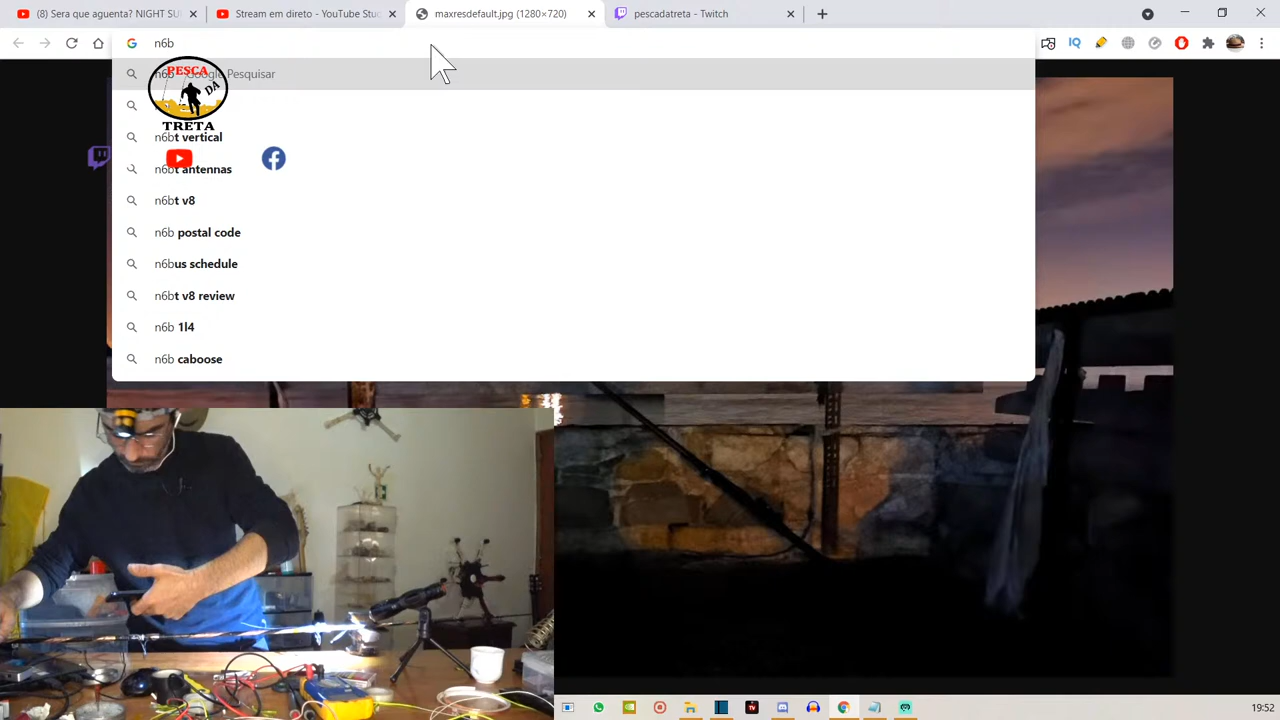 (8) Sera que aguenta? NIGHT SU
Stream em direto - YouTube Stud
maxresdefault.jpg (1280×720)
pescadatreta - Twitch
n6b
n6b - Google Pesquisar
PESCA
DA
TRETA
n6bt vertical
n6bt antennas
n6bt v8
n6b postal code
n6bus schedule
n6bt v8 review
n6b 1l4
n6b caboose
19:52